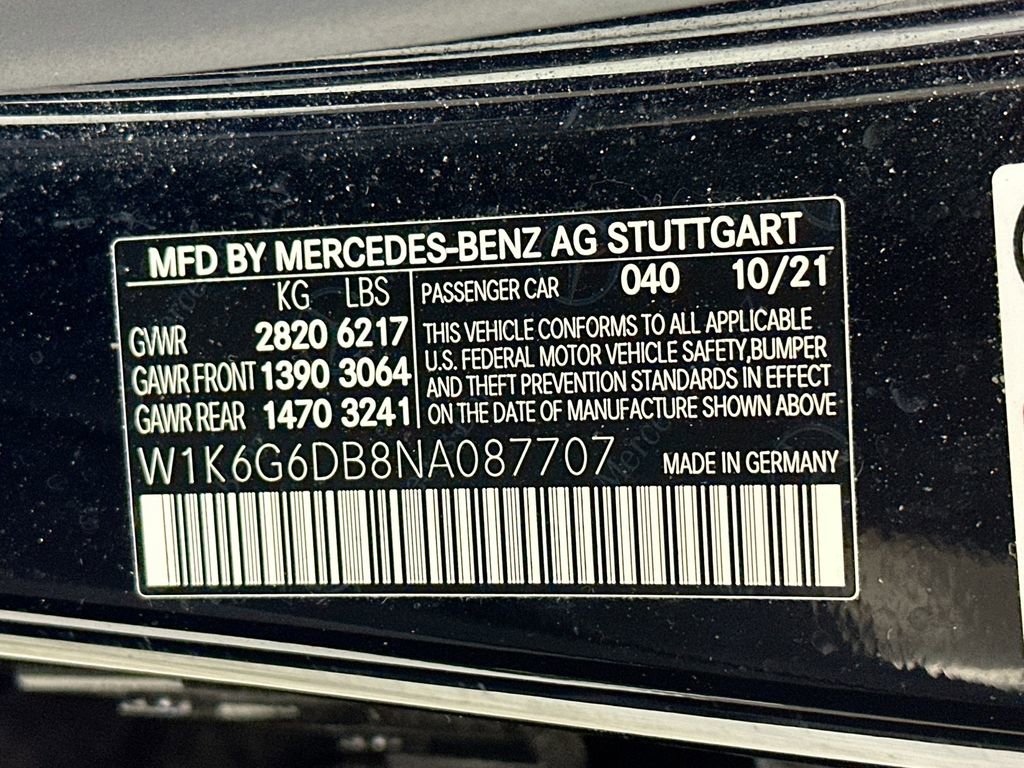 MFD BY MERCEDES-BENZ AG STUTTGART
KG LBS
GVWR 2820 6217
GAWR FRONT 1390 3064
GAWR REAR 1470 3241
PASSENGER CAR 040 10/21
THIS VEHICLE CONFORMS TO ALL APPLICABLE
U.S. FEDERAL MOTOR VEHICLE SAFETY,BUMPER
AND THEFT PREVENTION STANDARDS IN EFFECT
ON THE DATE OF MANUFACTURE SHOWN ABOVE
W1K6G6DB8NA087707
MADE IN GERMANY